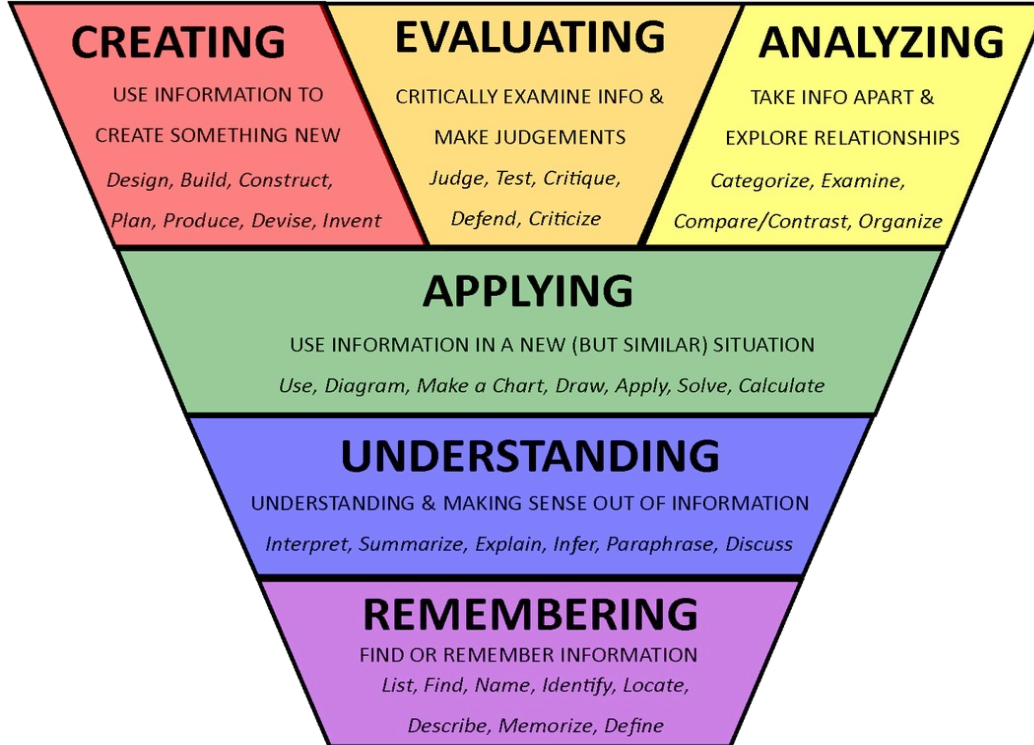 CREATING
USE INFORMATION TO
CREATE SOMETHING NEW
Design, Build, Construct,
Plan, Produce, Devise, Invent
EVALUATING
CRITICALLY EXAMINE INFO &
MAKE JUDGEMENTS
Judge, Test, Critique,
Defend, Criticize
ANALYZING
TAKE INFO APART &
EXPLORE RELATIONSHIPS
Categorize, Examine,
Compare/Contrast, Organize
APPLYING
USE INFORMATION IN A NEW (BUT SIMILAR) SITUATION
Use, Diagram, Make a Chart, Draw, Apply, Solve, Calculate
UNDERSTANDING
UNDERSTANDING & MAKING SENSE OUT OF INFORMATION
Interpret, Summarize, Explain, Infer, Paraphrase, Discuss
REMEMBERING
FIND OR REMEMBER INFORMATION
List, Find, Name, Identify, Locate,
Describe, Memorize, Define